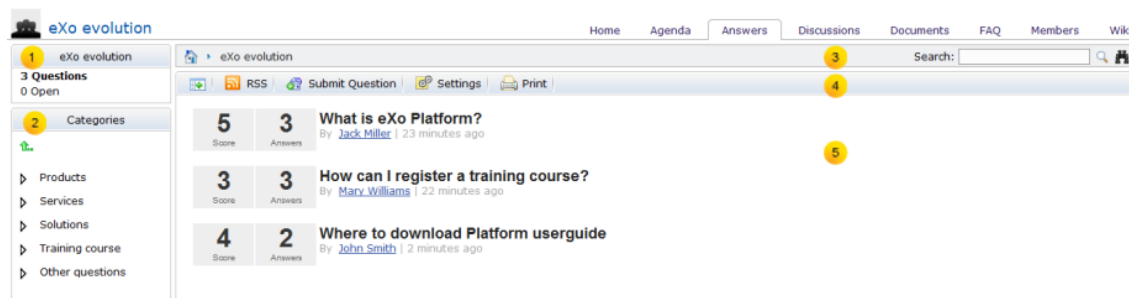 eXo evolution
Home Agenda Answers Discussions Documents FAQ Members Wik
1 eXo evolution
3 Questions
0 Open
eXo evolution 3 Search:
RSS Submit Question Settings Print 4
2 Categories
Products
Services
Solutions
Training course
Other questions
5 3 What is eXo Platform?
Score Answers By Jack Miller | 23 minutes ago
5
3 3 How can I register a training course?
Score Answers By Mary Williams | 22 minutes ago
4 2 Where to download Platform userguide
Score Answers By John Smith | 2 minutes ago